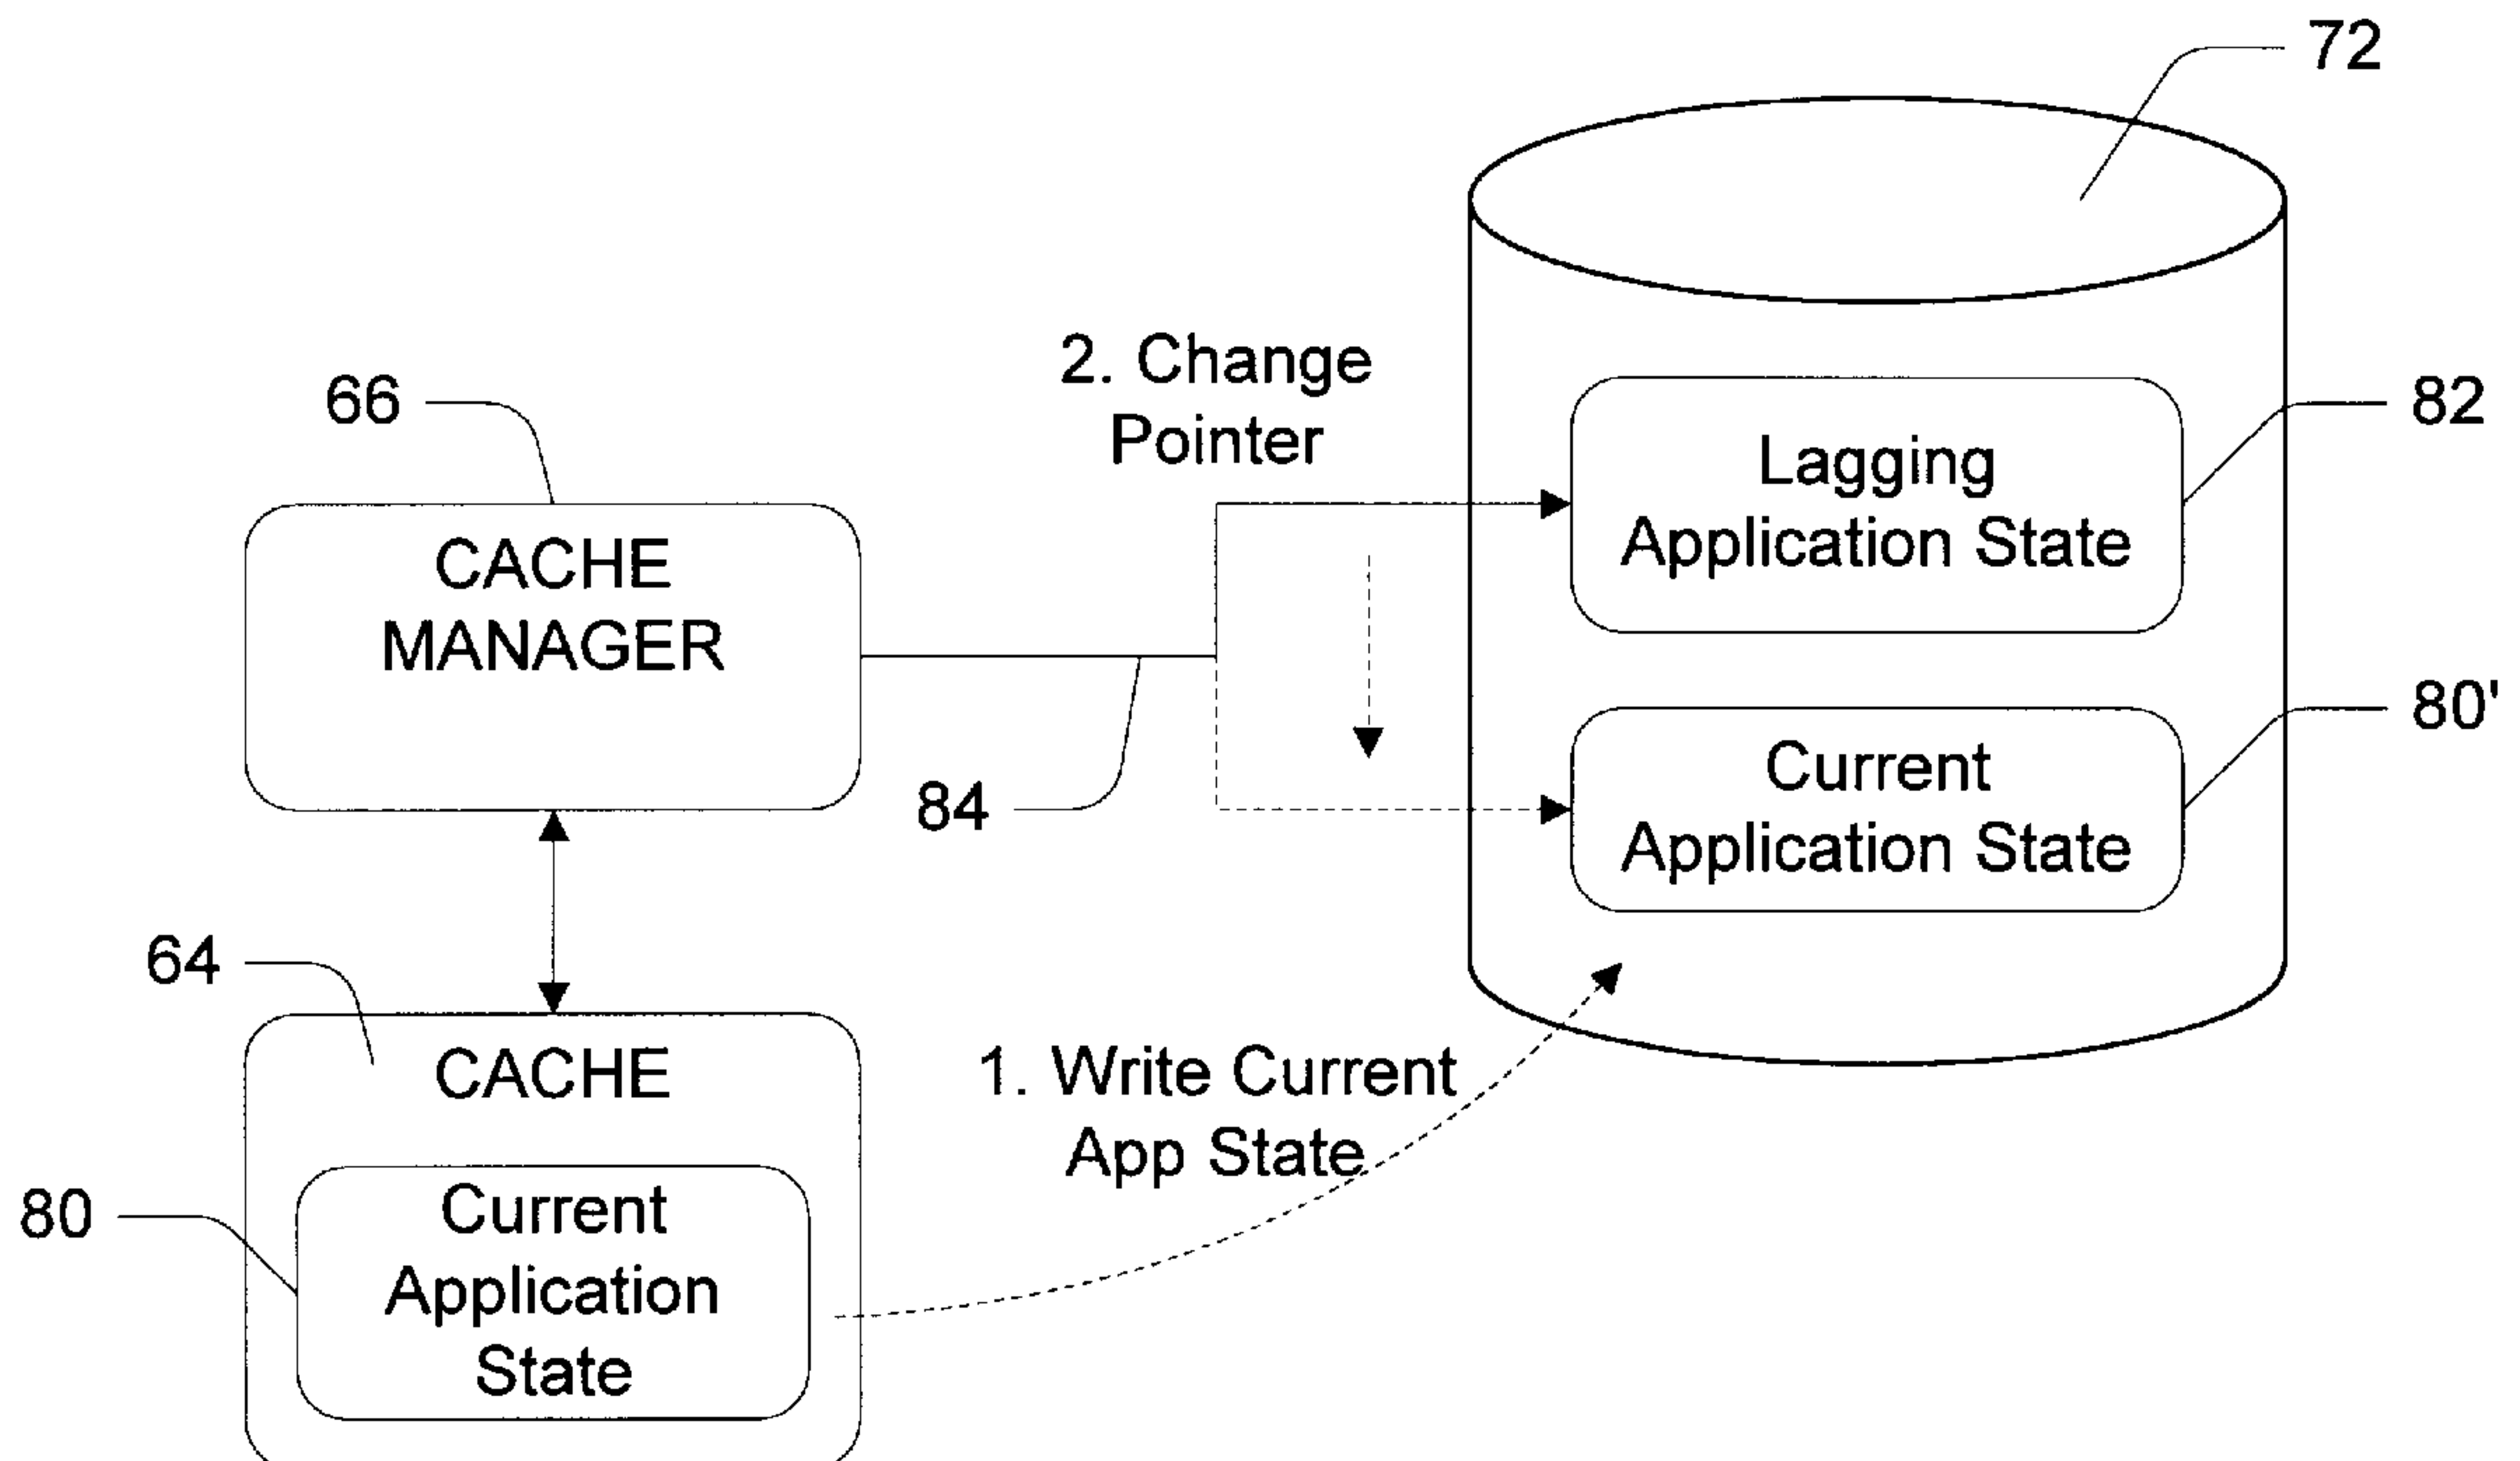 72
2. Change
Pointer
66
82
Lagging
Application State
CACHE
MANAGER
80'
Current
Application State
84
64
CACHE
1. Write Current
App State
80
Current
Application
State